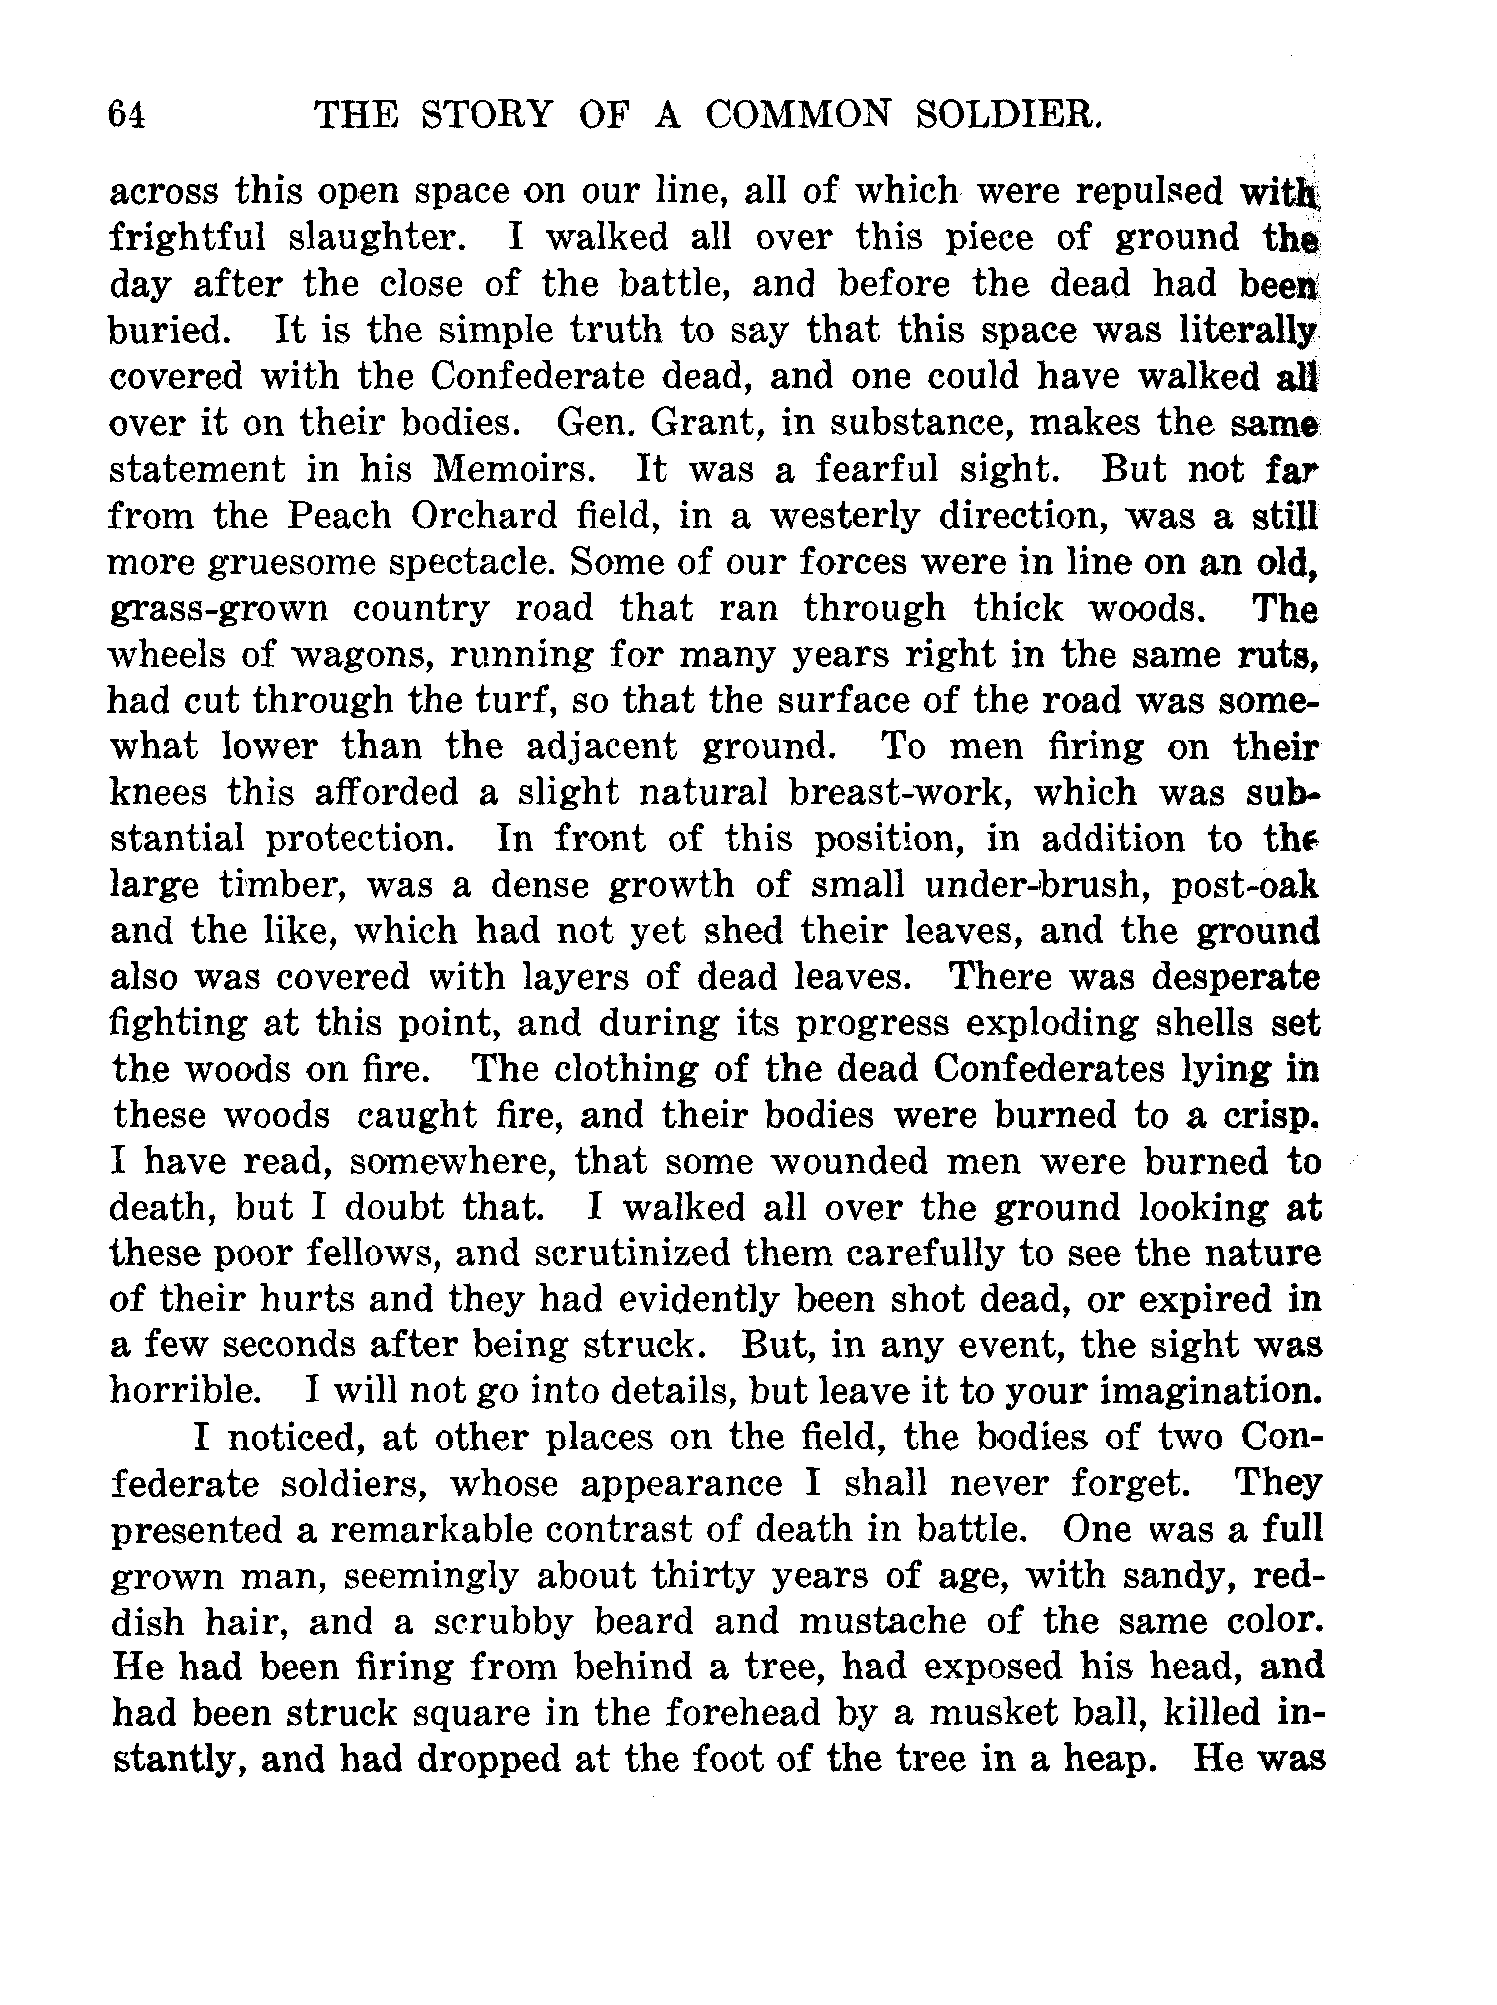 64 THE STORY OF A COMMON SOLDIER.
across this open space on our line, all of which were repulsed with
frightful slaughter. I walked all over this piece of ground the
day after the close of the battle, and before the dead had been
buried. It is the simple truth to say that this space was literally
covered with the Confederate dead, and one could have walked all
over it on their bodies. Gen. Grant, in substance, makes the same
statement in his Memoirs. It was a fearful sight. But not far
from the Peach Orchard field, in a westerly direction, was a still
more gruesome spectacle. Some of our forces were in line on an old,
grass-grown country road that ran through thick woods. The
wheels of wagons, running for many years right in the same ruts,
had cut through the turf, so that the surface of the road was some-
what lower than the adjacent ground. To men firing on their
knees this afforded a slight natural breast-work, which was sub-
stantial protection. In front of this position, in addition to the
large timber, was a dense growth of small under-brush, post-oak
and the like, which had not yet shed their leaves, and the ground
also was covered with layers of dead leaves. There was desperate
fighting at this point, and during its progress exploding shells set
the woods on fire. The clothing of the dead Confederates lying in
these woods caught fire, and their bodies were burned to a crisp.
I have read, somewhere, that some wounded men were burned to
death, but I doubt that. I walked all over the ground looking at
these poor fellows, and scrutinized them carefully to see the nature
of their hurts and they had evidently been shot dead, or expired in
a few seconds after being struck. But, in any event, the sight was
horrible. I will not go into details, but leave it to your imagination.
I noticed, at other places on the field, the bodies of two Con-
federate soldiers, whose appearance I shall never forget. They
presented a remarkable contrast of death in battle. One was a full
grown man, seemingly about thirty years of age, with sandy, red-
dish hair, and a scrubby beard and mustache of the same color.
He had been firing from behind a tree, had exposed his head, and
had been struck square in the forehead by a musket ball, killed in-
stantly, and had dropped at the foot of the tree in a heap. He was